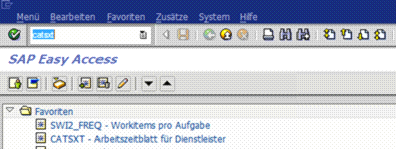 Menü Bearbeiten Favoriten Zusätze System Hilfe
catsxt
SAP Easy Access
Favoriten
SWI2_FREQ - Workitems pro Aufgabe
CATSXT - Arbeitszeitblatt für Dienstleister